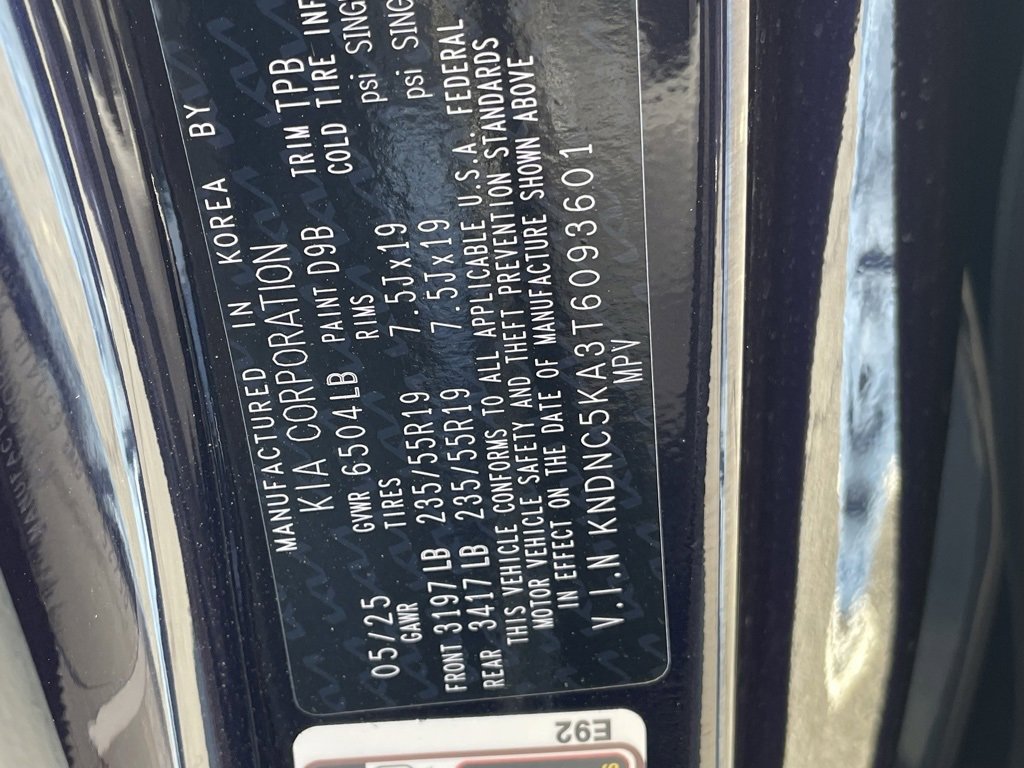 MANUFACTURED IN KOREA BY
KIA CORPORATION
05/25 GVWR 6504LB PAINT D9B TRIM TPB
GAWR TIRES RIMS COLD TIRE
FRONT 3197LB 235/55R19 7.5Jx19 psi
REAR 3417LB 235/55R19 7.5Jx19 psi
THIS VEHICLE CONFORMS TO ALL APPLICABLE U.S.A. FEDERAL
MOTOR VEHICLE SAFETY AND THEFT PREVENTION STANDARDS
IN EFFECT ON THE DATE OF MANUFACTURE SHOWN ABOVE
V.I.N KNDNC5KA3T6093601
MPV
E92